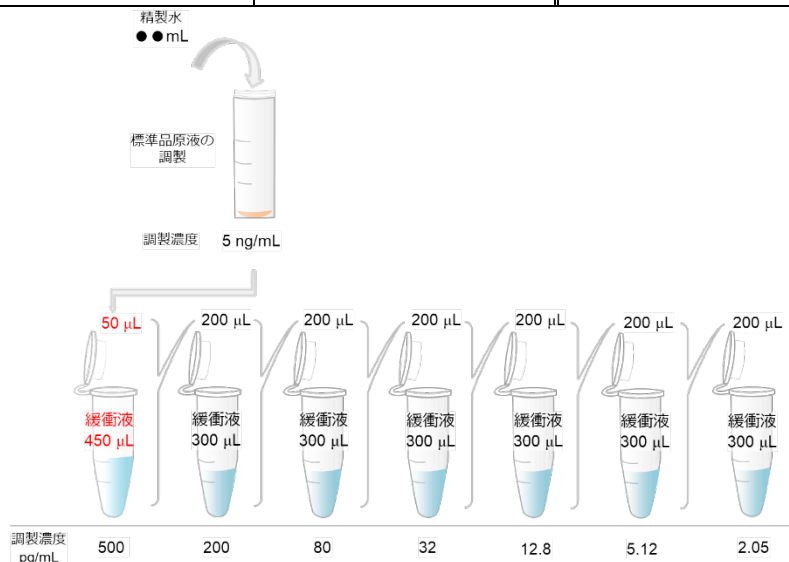 精製水
●●mL
標準品原液の
調製
調製濃度 5 ng/mL
50 μL 200 μL 200 μL 200 μL 200 μL 200 μL 200 μL
緩衝液 緩衝液 緩衝液 緩衝液 緩衝液 緩衝液 緩衝液
450 μL 300 μL 300 μL 300 μL 300 μL 300 μL 300 μL
調製濃度
pg/mL 500 200 80 32 12.8 5.12 2.05